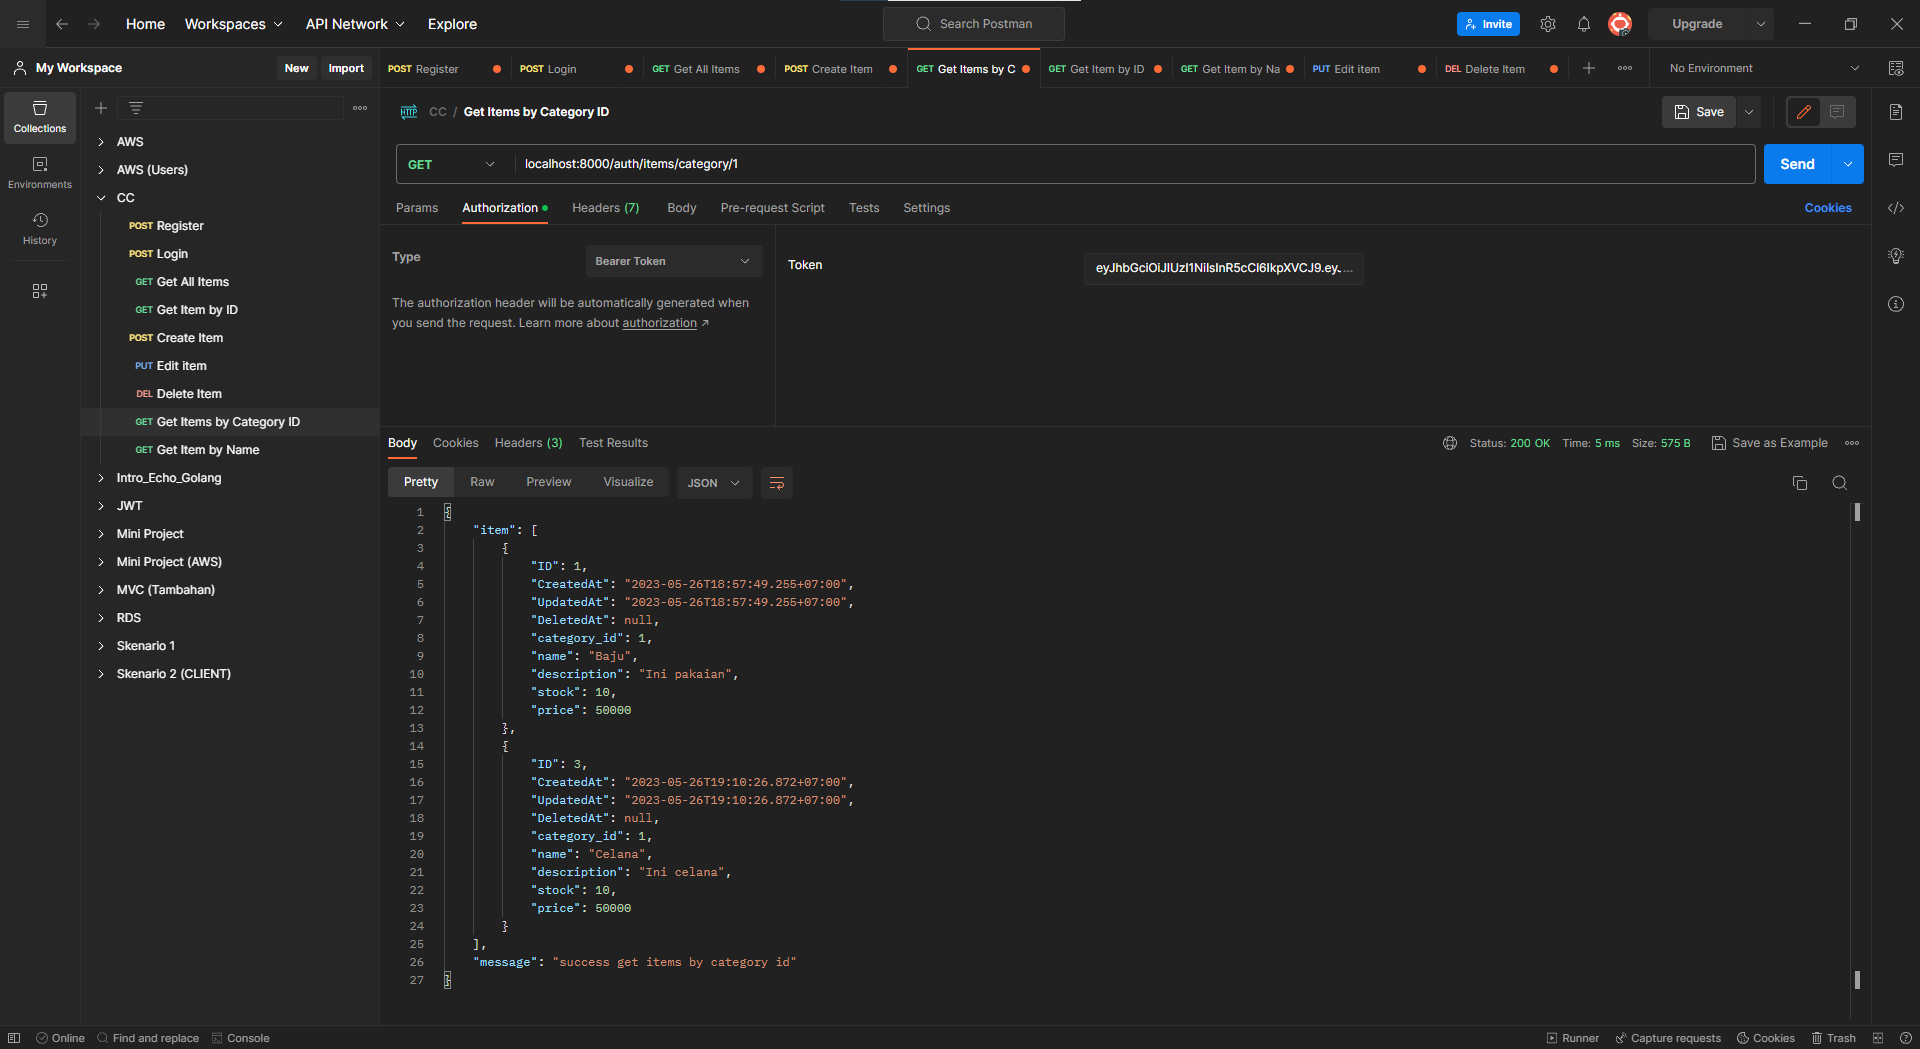 Home Workspaces API Network Explore Search Postman Invite Upgrade
My Workspace New Import POST Register POST Login GET Get All Items POST Create Item GET Get Items by C GET Get Item by ID GET Get Item by Na PUT Edit item DEL Delete Item No Environment
Collections
Environments
History
AWS
AWS (Users)
CC
POST Register
POST Login
GET Get All Items
GET Get Item by ID
POST Create Item
PUT Edit item
DEL Delete Item
GET Get Items by Category ID
GET Get Item by Name
Intro_Echo_Golang
JWT
Mini Project
Mini Project (AWS)
MVC (Tambahan)
RDS
Skenario 1
Skenario 2 (CLIENT)
HTTP CC / Get Items by Category ID Save
GET localhost:8000/auth/items/category/1 Send
Params Authorization Headers (7) Body Pre-request Script Tests Settings Cookies
Type Bearer Token
The authorization header will be automatically generated when
you send the request. Learn more about authorization ↗
Token eyJhbGciOiJIUzI1NiIsInR5cCI6IkpXVCJ9.ey...
Body Cookies Headers (3) Test Results Status: 200 OK Time: 5 ms Size: 575 B Save as Example
Pretty Raw Preview Visualize JSON
1 {
2 "item": [
3 {
4 "ID": 1,
5 "CreatedAt": "2023-05-26T18:57:49.255+07:00",
6 "UpdatedAt": "2023-05-26T18:57:49.255+07:00",
7 "DeletedAt": null,
8 "category_id": 1,
9 "name": "Baju",
10 "description": "Ini pakaian",
11 "stock": 10,
12 "price": 50000
13 },
14 {
15 "ID": 3,
16 "CreatedAt": "2023-05-26T19:10:26.872+07:00",
17 "UpdatedAt": "2023-05-26T19:10:26.872+07:00",
18 "DeletedAt": null,
19 "category_id": 1,
20 "name": "Celana",
21 "description": "Ini celana",
22 "stock": 10,
23 "price": 50000
24 }
25 ],
26 "message": "success get items by category id"
27 }
Online Find and replace Console Runner Capture requests Cookies Trash